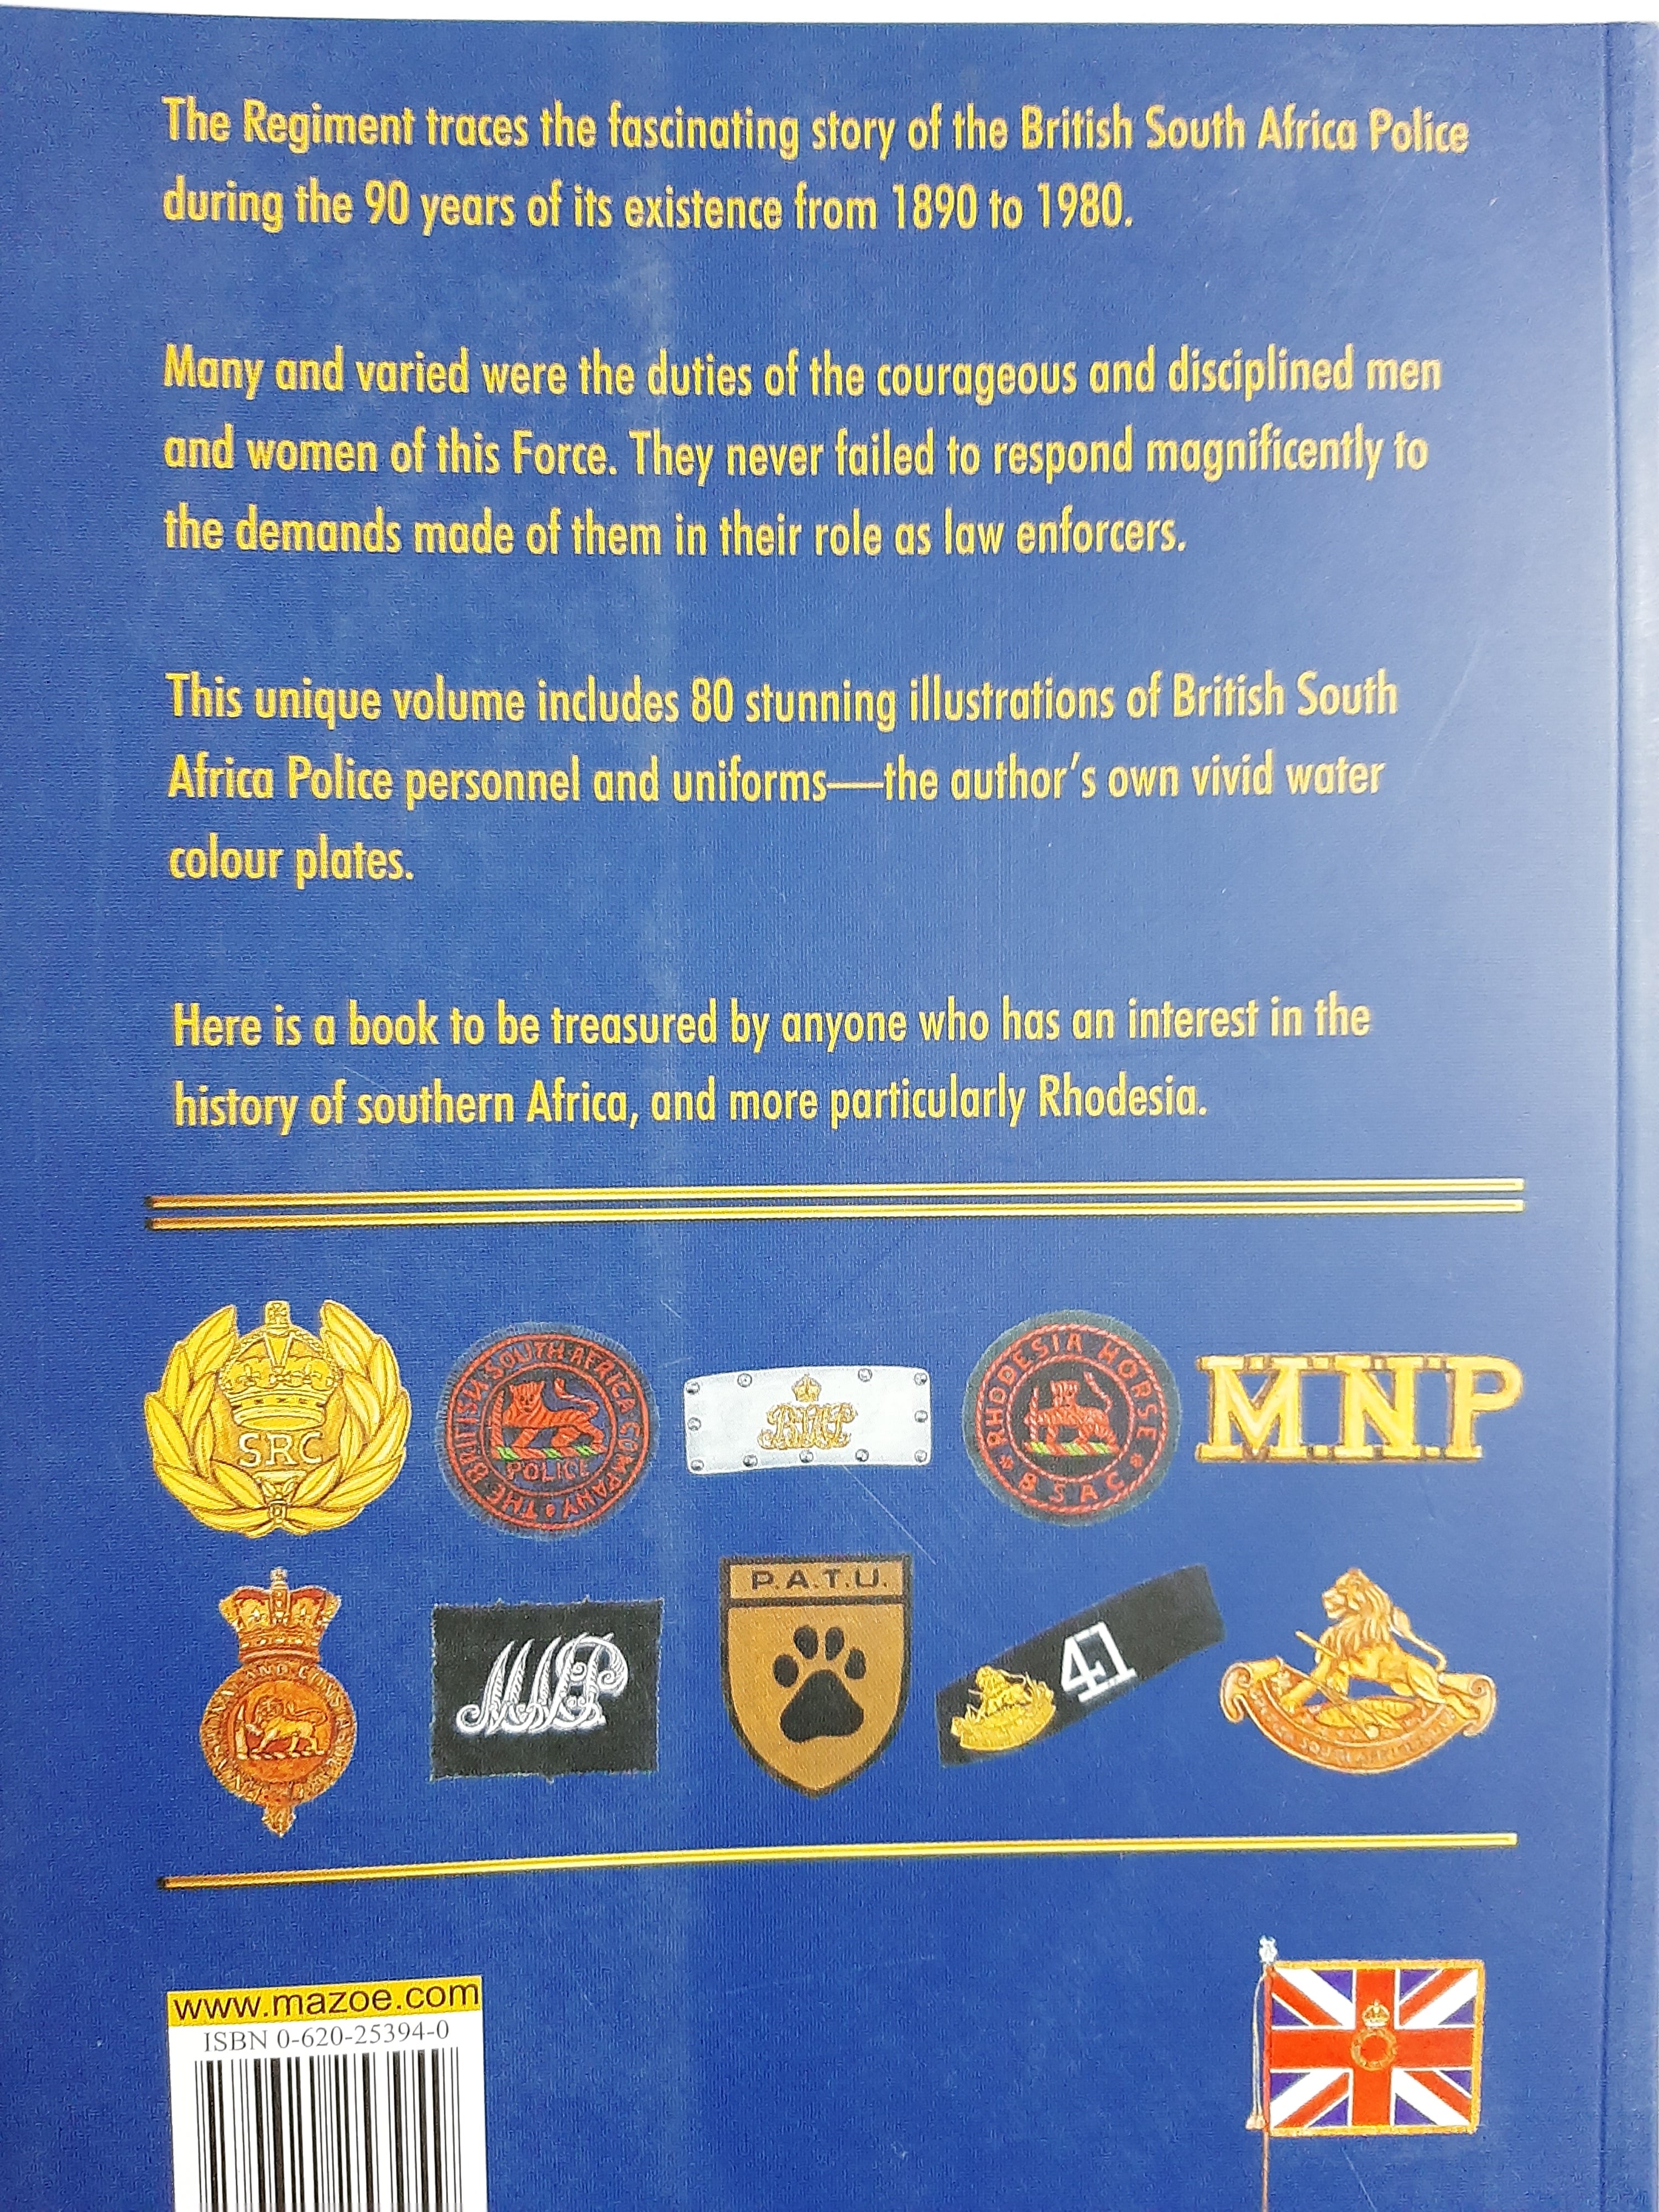 The Regiment traces the fascinating story of the British South Africa Police
during the 90 years of its existence from 1890 to 1980.
Many and varied were the duties of the courageous and disciplined men
and women of this Force. They never failed to respond magnificently to
the demands made of them in their role as law enforcers.
This unique volume includes 80 stunning illustrations of British South
Africa Police personnel and uniforms—the author's own vivid water
colour plates.
Here is a book to be treasured by anyone who has an interest in the
history of southern Africa, and more particularly Rhodesia.
SRC
THE BRITISH SOUTH AFRICA COMPANY
POLICE
RHODESIA HORSE
BSAC
M.N.P
P.A.T.U.
41
www.mazoe.com
ISBN 0-620-25394-0